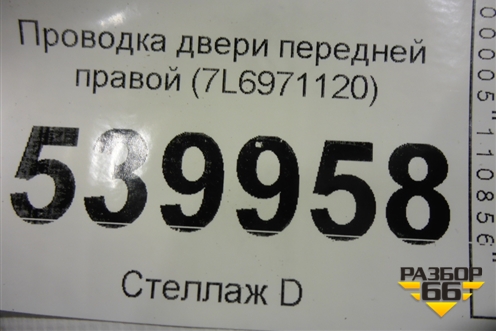 Проводка двери передней
правой (7L6971120)
539958
Стеллаж D
РАЗБОР
66